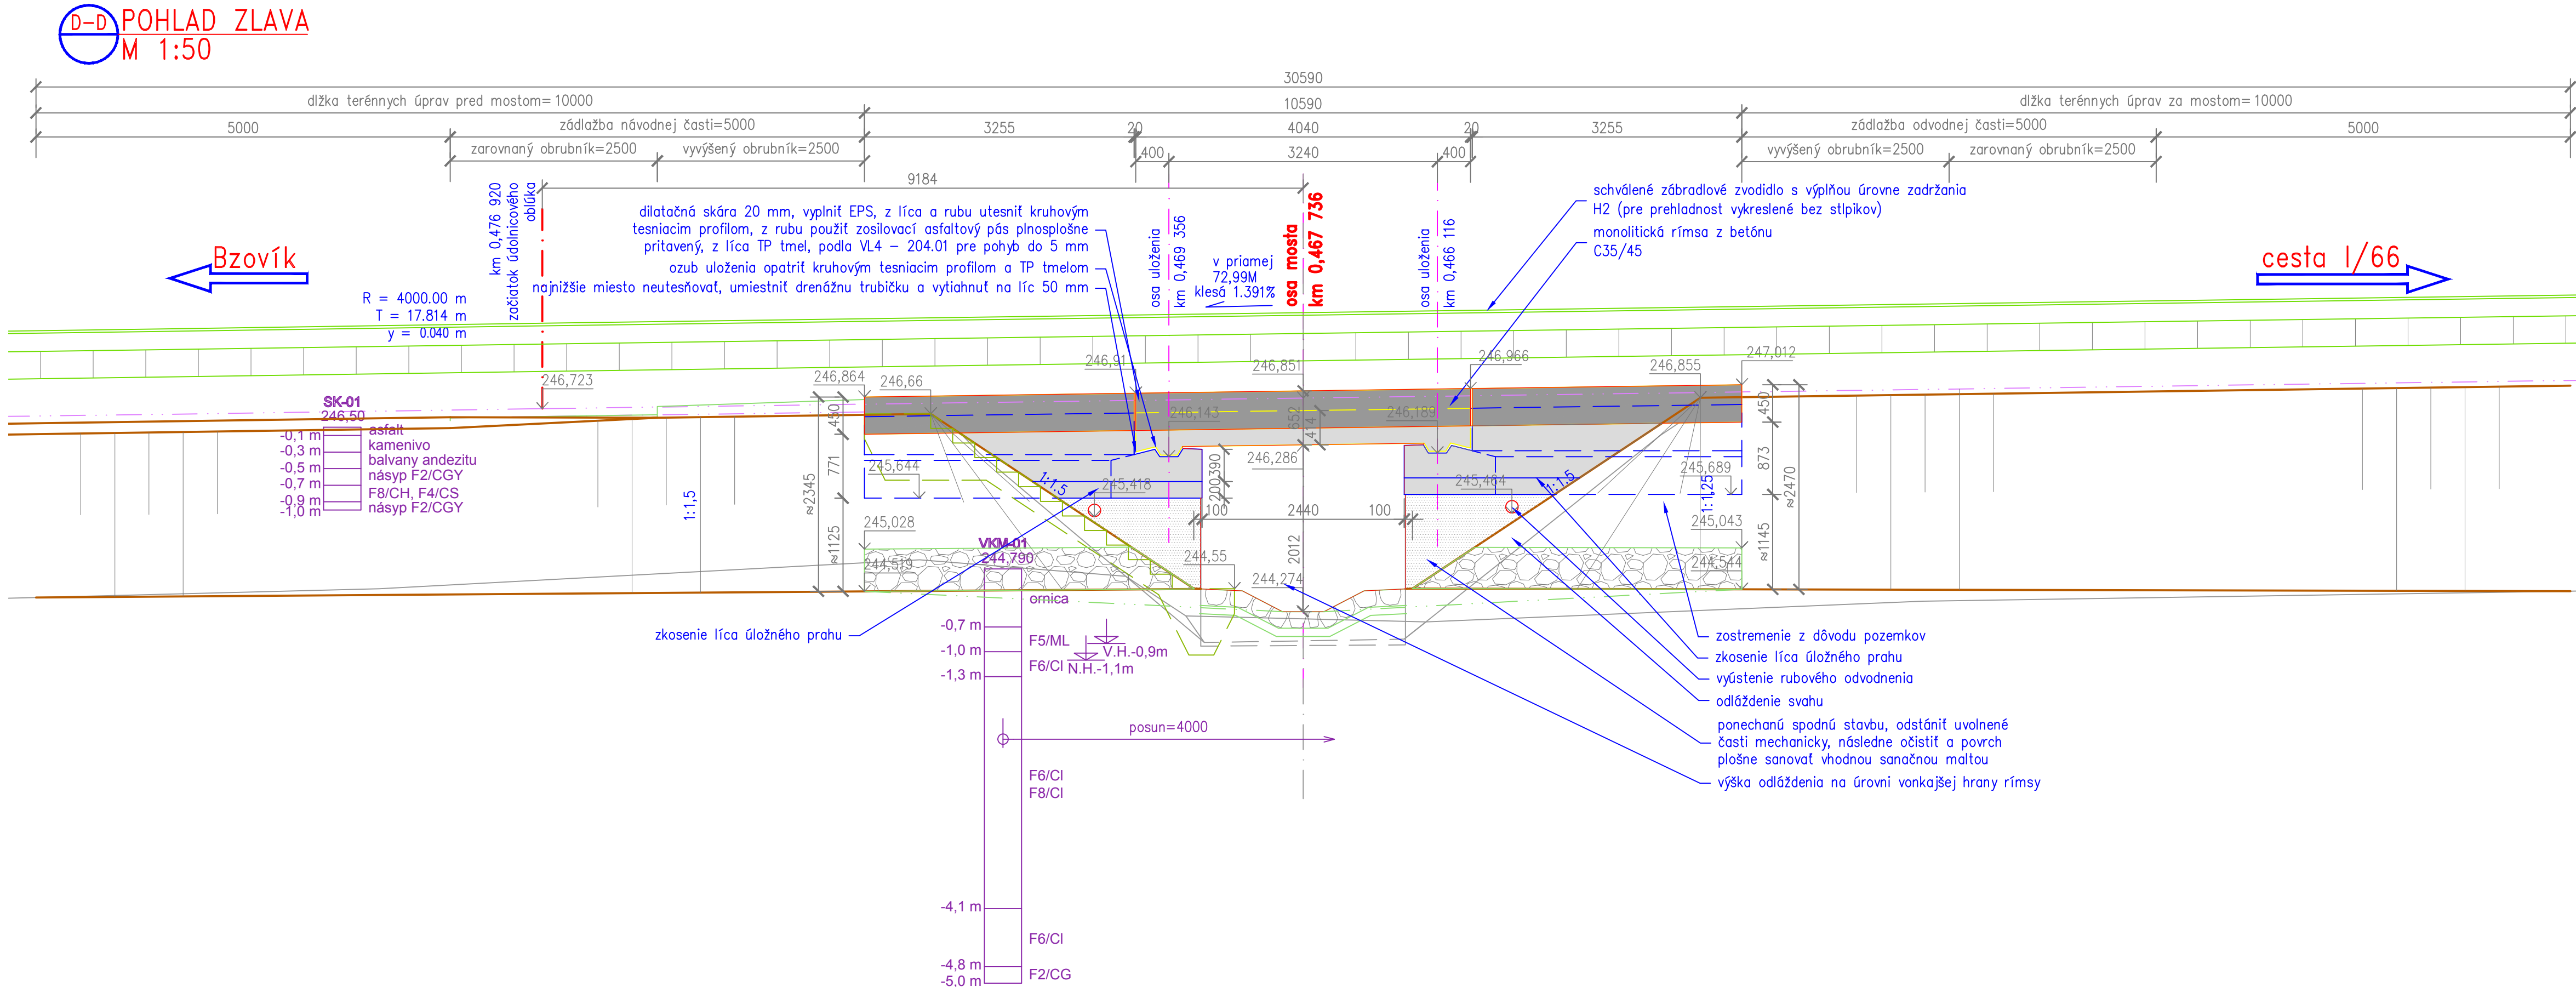 D-D POHLAD ZLAVA
M 1:50
30590
dlžka terénnych úprav pred mostom=10000
10590
dlžka terénnych úprav za mostom=10000
5000
zádlažba návodnej časti=5000
3255
20
4040
20
3255
zádlažba odvodnej časti=5000
5000
zarovnaný obrubník=2500
vyvýšený obrubník=2500
400
3240
400
vyvýšený obrubník=2500
zarovnaný obrubník=2500
9184
km 0,476 920
začiatok údolnicového
oblúka
dilatačná skára 20 mm, vyplniť EPS, z líca a rubu utesniť kruhovým
tesniacim profilom, z rubu použiť zosilovací asfaltový pás plnosplošne
pritavený, z líca TP tmel, podla VL4 - 204.01 pre pohyb do 5 mm
ozub uloženia opatriť kruhovým tesniacim profilom a TP tmelom
najnižšie miesto neutesňovať, umiestniť drenážnu trubičku a vytiahnuť na líc 50 mm
osa uloženia
km 0,469 356
v priamej
72,99M
klesá 1.391%
osa mosta
km 0,467 736
osa uloženia
km 0,466 116
schválené zábradlové zvodidlo s výplňou úrovne zadržania
H2 (pre prehladnost vykreslené bez stlpikov)
monolitická rímsa z betónu
C35/45
Bzovík
cesta I/66
R = 4000.00 m
T = 17.814 m
y = 0.040 m
246,723
246,864
246,66
246,91
246,851
246,966
246,855
247,012
SK-01
246,50
-0,1 m
-0,3 m
-0,5 m
-0,7 m
-0,9 m
-1,0 m
asfalt
kamenivo
balvany andezitu
násyp F2/CGY
F8/CH, F4/CS
násyp F2/CGY
1:1,5
≈2345
450
771
≈1125
246,143
652
414
246,189
245,644
1:1.5
245,418
200
390
246,286
245,464
1:1.5
245,689
1:1,25
450
873
≈1145
≈2470
100
2440
100
2012
245,028
244,519
244,55
244,274
245,043
244,544
VKM-01
244,790
ornica
-0,7 m
F5/ML
-1,0 m
F6/CI
-1,3 m
V.H.-0,9m
N.H.-1,1m
posun=4000
F6/CI
F8/CI
-4,1 m
F6/CI
-4,8 m
F2/CG
-5,0 m
zkosenie líca úložného prahu
zostremenie z dôvodu pozemkov
zkosenie líca úložného prahu
vyústenie rubového odvodnenia
odláždenie svahu
ponechanú spodnú stavbu, odstániť uvolnené
časti mechanicky, následne očistiť a povrch
plošne sanovať vhodnou sanačnou maltou
výška odláždenia na úrovni vonkajšej hrany rímsy